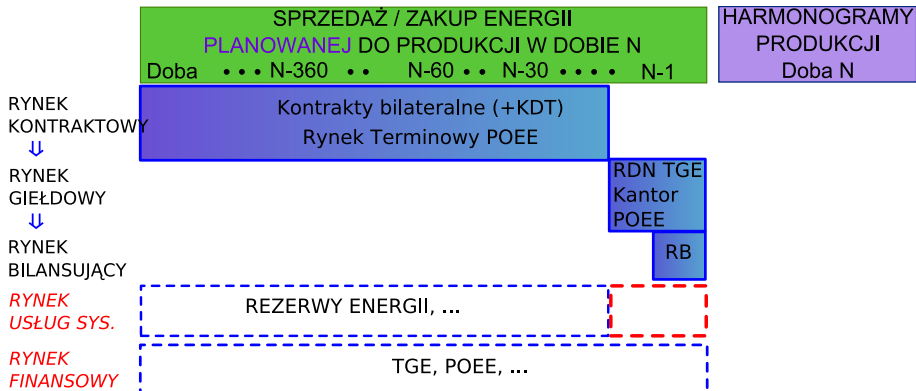 SPRZEDAŻ / ZAKUP ENERGII
PLANOWANEJ DO PRODUKCJI W DOBIE N
Doba • • • N-360 • • N-60 • • N-30 • • • • N-1
HARMONOGRAMY
PRODUKCJI
Doba N
RYNEK
KONTRAKTOWY
⇓
Kontrakty bilateralne (+KDT)
Rynek Terminowy POEE
RYNEK
GIEŁDOWY
⇓
RDN TGE
Kantor
POEE
RYNEK
BILANSUJĄCY
RB
RYNEK
USŁUG SYS.
REZERWY ENERGII, ...
RYNEK
FINANSOWY
TGE, POEE, ...